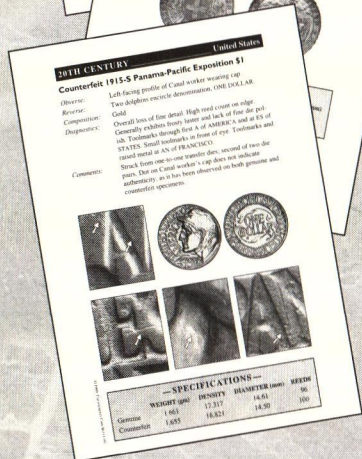 20TH CENTURY
United States
Counterfeit 1915-S Panama-Pacific Exposition $1
Obverse: Left-facing profile of Canal worker wearing cap
Reverse: Two dolphins encircle denomination, ONE DOLLAR
Composition: Gold
Diagnostics: Overall loss of fine detail. High reed count on edge.
Generally exhibits frosty luster and lack of fine die pol-
ish. Toolmarks through first A of AMERICA and at ES of
STATES. Small toolmarks in front of eye. Toolmarks and
raised metal at AN of FRANCISCO.
Comments: Struck from one-to-one transfer dies; second of two die
pairs. Dot on Canal worker's cap does not indicate
authenticity, as it has been observed on both genuine and
counterfeit specimens.
ONE
DOLLAR
—SPECIFICATIONS—
WEIGHT (gm) DENSITY DIAMETER (mm) REEDS
Genuine 1.661 17.317 14.61 96
Counterfeit 1.655 16.821 14.50 100